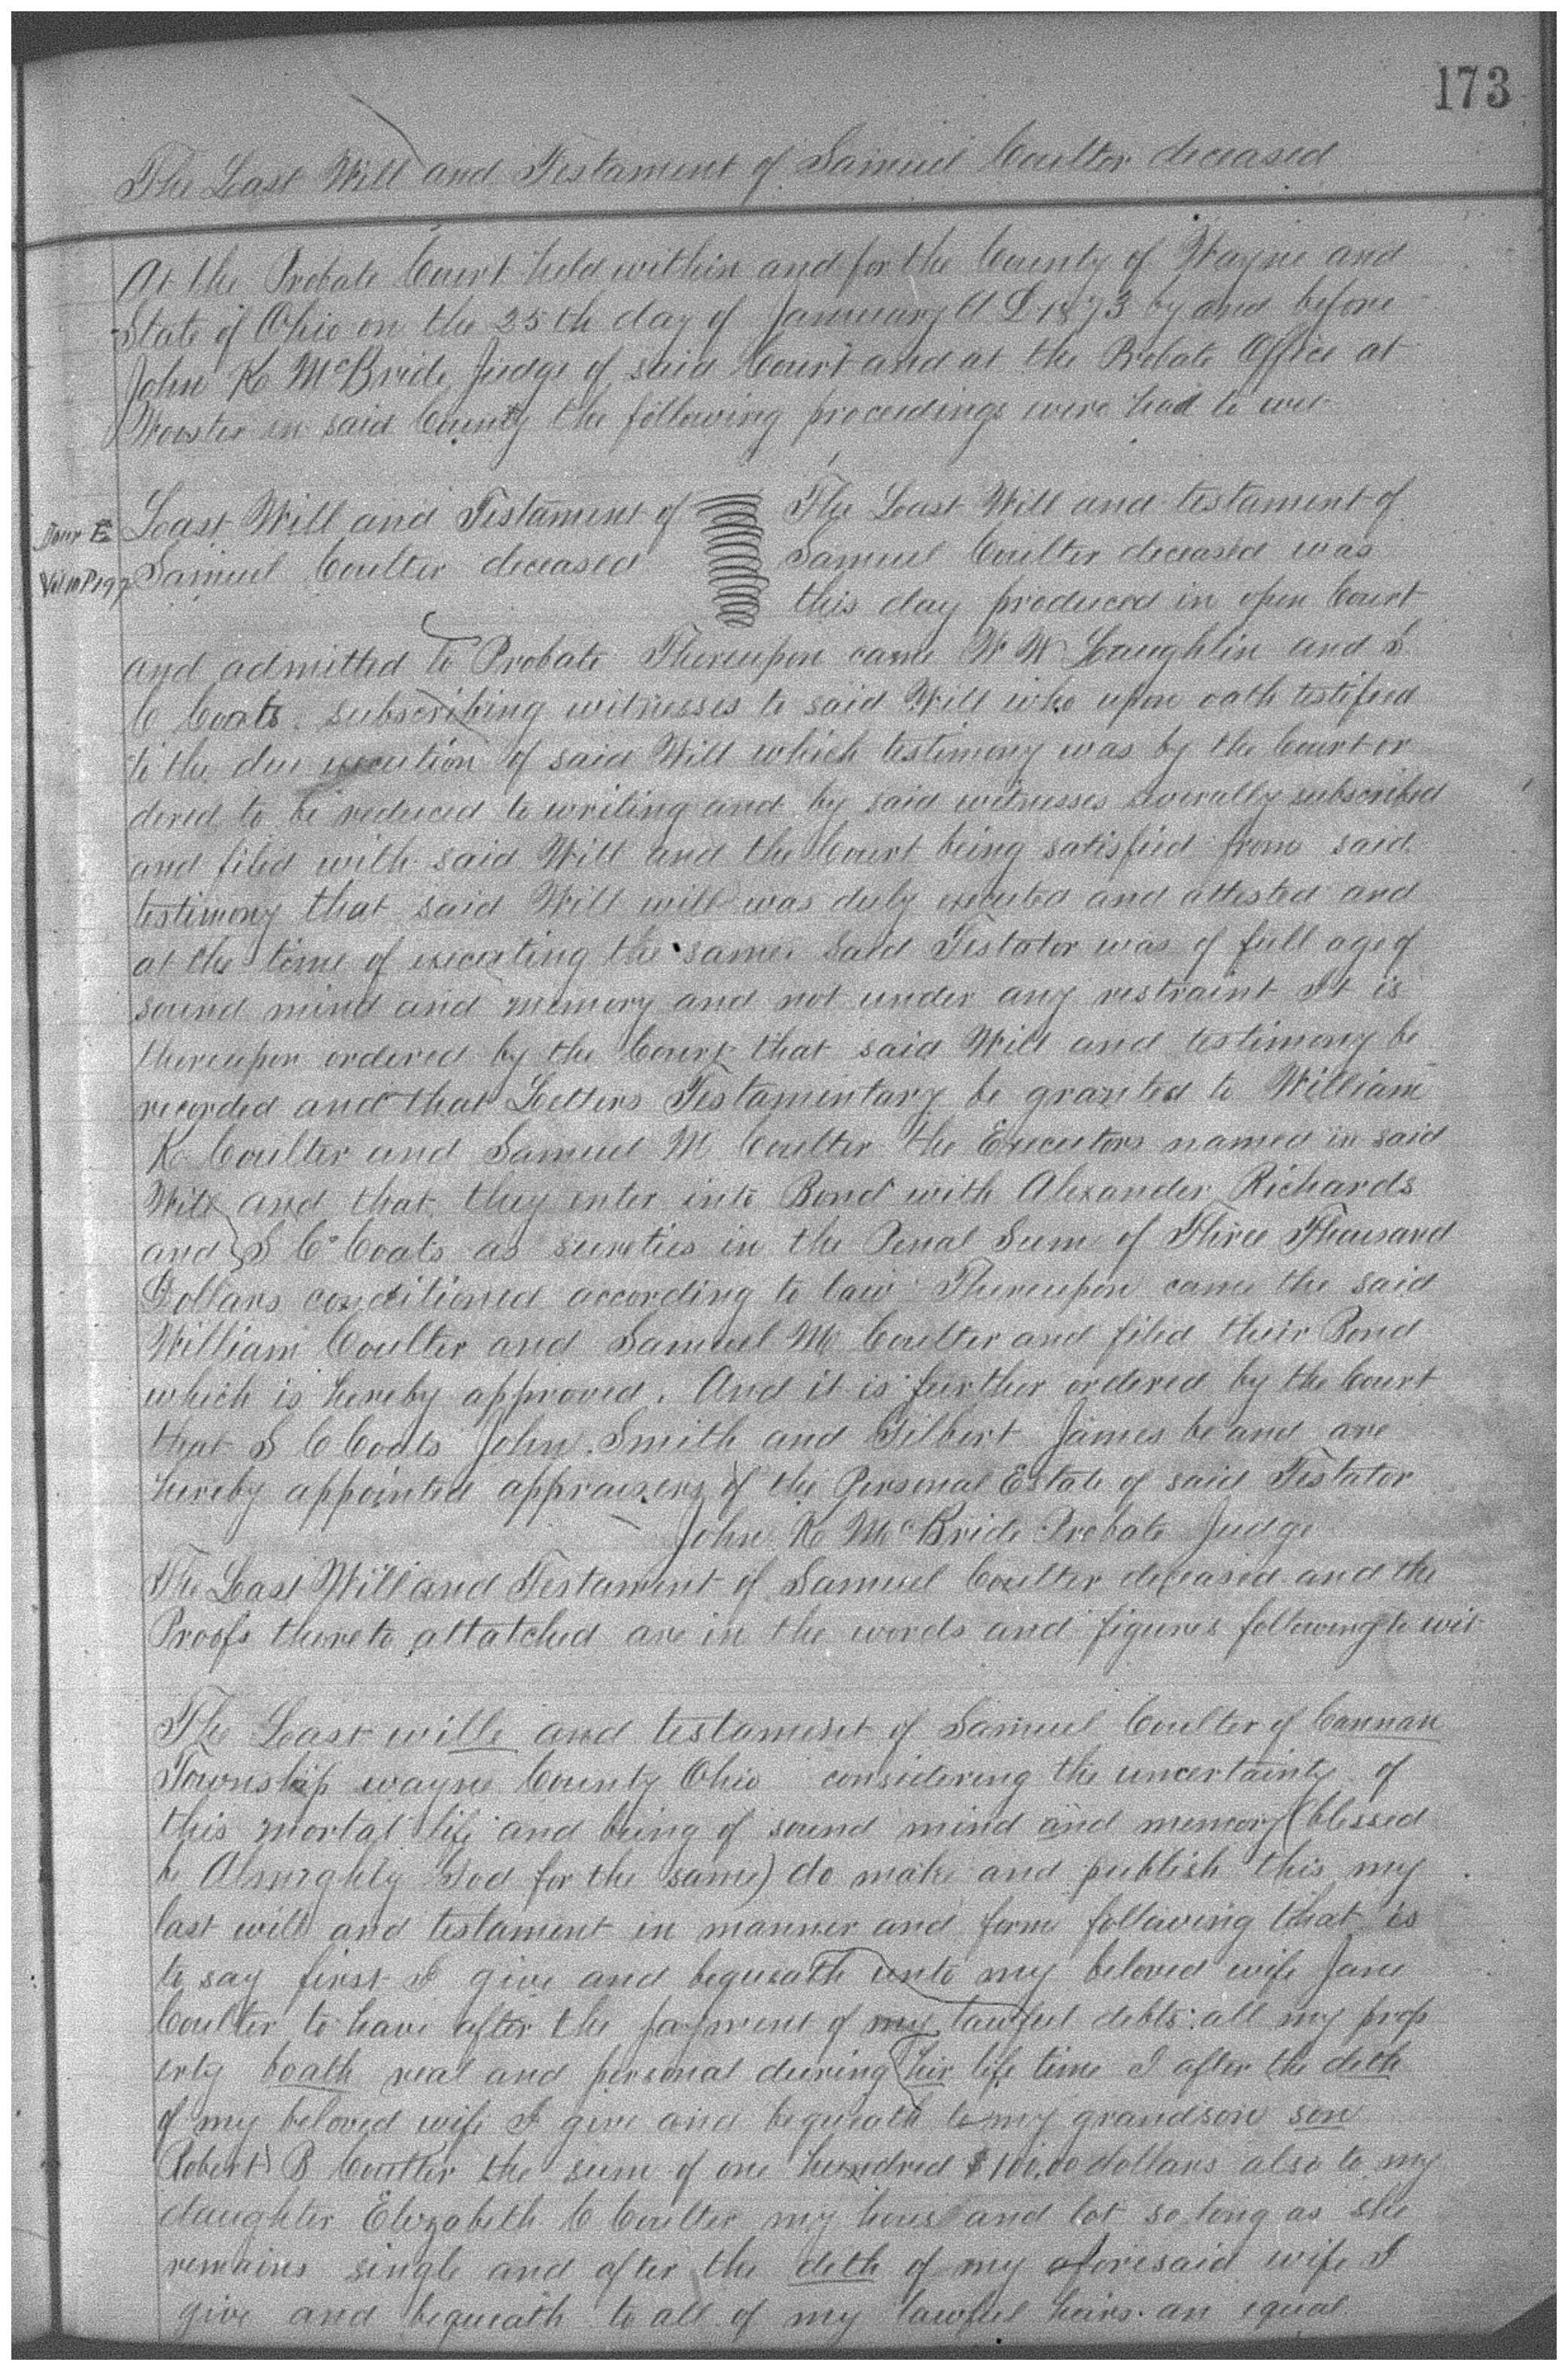 173
The Last Will and Testament of Samuel Coulter deceased
At the Probate Court held within and for the County of Wayne and
State of Ohio on the 25th day of January A D 1873 by and before
John K McBride Judge of said Court and at the Probate Office at
Wooster in said County the following proceedings were had to wit
Last Will and Testament of
Samuel Coulter deceased
The Last Will and testament of
Samuel Coulter deceased was
this day produced in open Court
and admitted to Probate Thereupon came W W Laughlin and S
C Coats subscribing witnesses to said Will who upon oath testified
to the due execution of said Will which testimony was by the Court or
dered to be reduced to writing and by said witnesses severally subscribed
and filed with said Will and the Court being satisfied from said
testimony that said Will will was duly executed and attested and
at the time of executing the same said Testator was of full age of
sound mind and memory and not under any restraint It is
thereupon ordered by the Court that said Will and testimony be
recorded and that Letters Testamentary be granted to William
K Coulter and Samuel M Coulter the Executors named in said
Will and that they enter into Bond with Alexander Richards
and S C Coats as sureties in the Penal Sum of Three Thousand
Dollars conditioned according to law Thereupon came the said
William Coulter and Samuel M Coulter and filed their Bond
which is hereby approved. And it is further ordered by the Court
that S C Coats John Smith and Gilbert James be and are
hereby appointed appraisers of the Personal Estate of said Testator
John K McBride Probate Judge
The Last Will and Testament of Samuel Coulter deceased and the
Proofs thereto attatched are in the words and figures following to wit
The Last wille and testament of Samuel Coulter of Cannan
Township wayne County Ohio considering the uncertainty of
this mortal life and being of sound mind and memory (blessed
be Almighty God for the same) do make and publish this my
last will and testament in manner and form following that is
to say first I give and bequeath unto my beloved wife Jane
Coulter to have after the payment of my lawful debts all my prop
erty boath real and personal during hir life time I after the deth
of my beloved wife I give and bequeath to my grandson son
Robert B Coulter the sum of one hundred $100.00 dollars also to my
daughter Elizabeth C Coulter my house and lot so long as she
remains single and after the deth of my aforesaid wife I
give and bequeath to all of my lawful heirs an equal